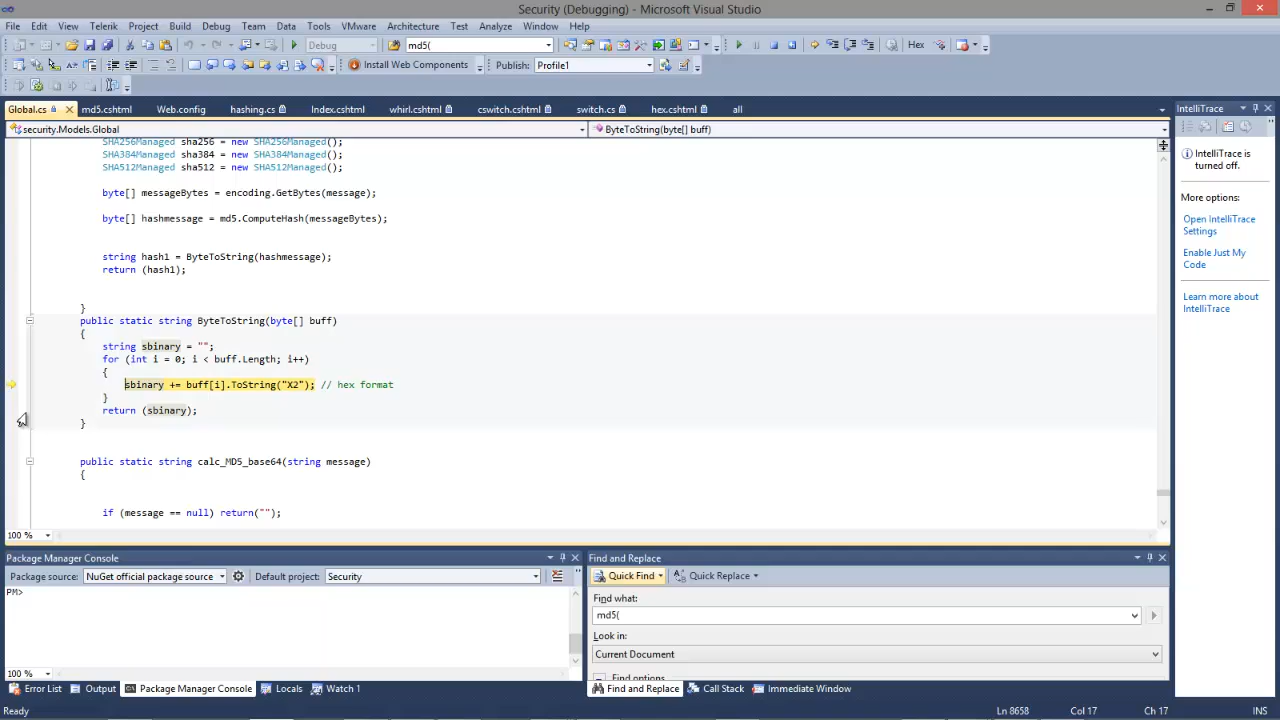 Security (Debugging) - Microsoft Visual Studio
File Edit View Telerik Project Build Debug Team Data Tools VMware Architecture Test Analyze Window Help
Debug md5( Hex
Install Web Components Publish: Profile1
Global.cs md5.cshtml Web.config hashing.cs Index.cshtml whirl.cshtml cswitch.cshtml switch.cs hex.cshtml all
security.Models.Global ByteToString(byte[] buff)
SHA256Managed sha256 = new SHA256Managed();
SHA384Managed sha384 = new SHA384Managed();
SHA512Managed sha512 = new SHA512Managed();
byte[] messageBytes = encoding.GetBytes(message);
byte[] hashmessage = md5.ComputeHash(messageBytes);
string hash1 = ByteToString(hashmessage);
return (hash1);
}
public static string ByteToString(byte[] buff)
{
string sbinary = "";
for (int i = 0; i < buff.Length; i++)
{
sbinary += buff[i].ToString("X2"); // hex format
}
return (sbinary);
}
public static string calc_MD5_base64(string message)
{
if (message == null) return("");
100 %
IntelliTrace
IntelliTrace is
turned off.
More options:
Open IntelliTrace
Settings
Enable Just My
Code
Learn more about
IntelliTrace
Package Manager Console
Package source: NuGet official package source Default project: Security
PM>
100 %
Find and Replace
Quick Find Quick Replace
Find what:
md5(
Look in:
Current Document
Find options
Error List Output Package Manager Console Locals Watch 1
Find and Replace Call Stack Immediate Window
Ready Ln 8658 Col 17 Ch 17 INS